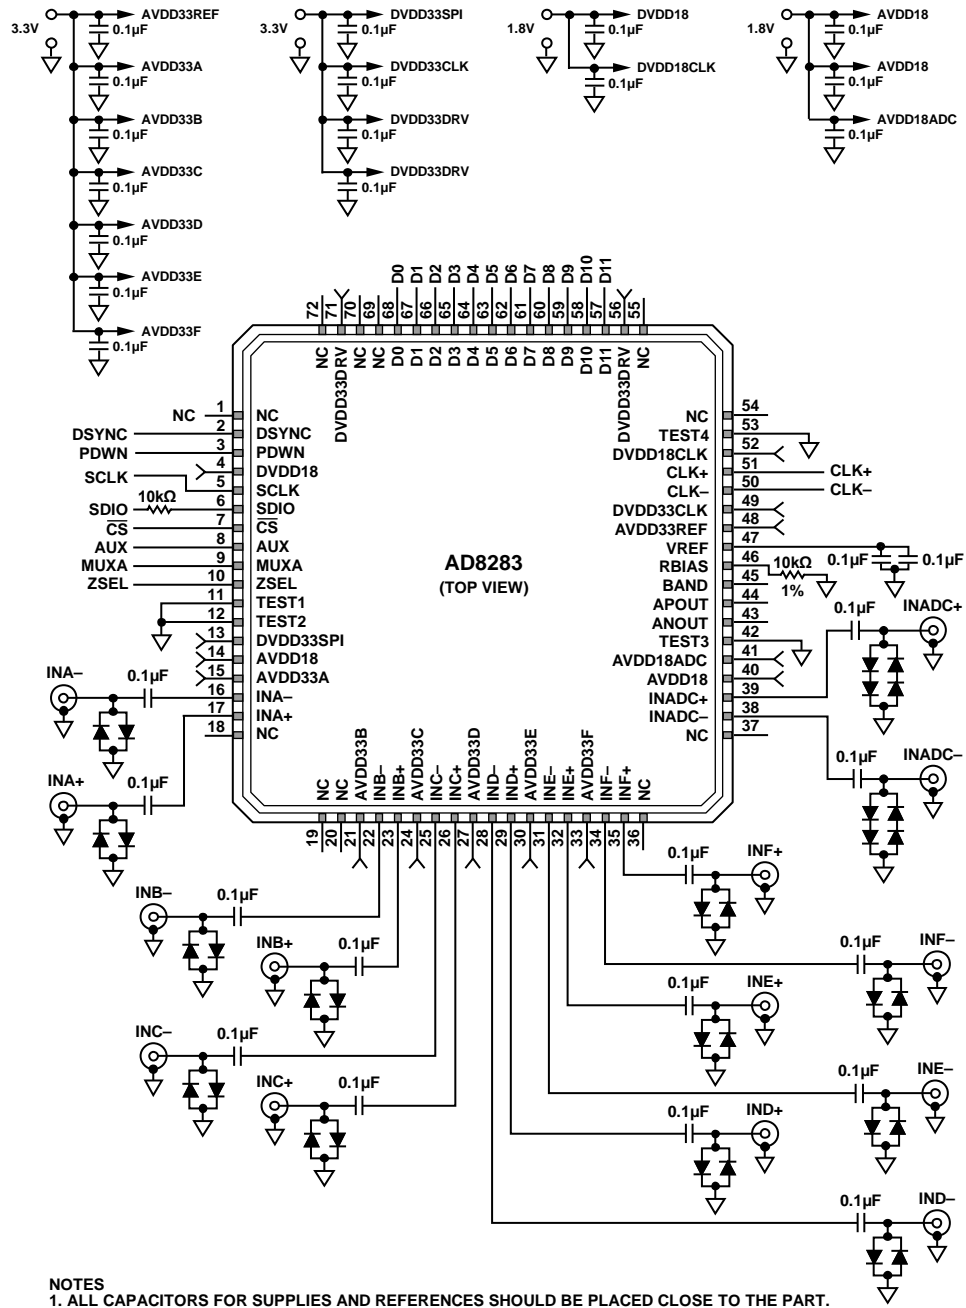 AVDD33REF
3.3V
0.1µF
AVDD33A
0.1µF
AVDD33B
0.1µF
AVDD33C
0.1µF
AVDD33D
0.1µF
AVDD33E
0.1µF
AVDD33F
0.1µF
DVDD33SPI
3.3V
0.1µF
DVDD33CLK
0.1µF
DVDD33DRV
0.1µF
DVDD33DRV
0.1µF
DVDD18
1.8V
0.1µF
DVDD18CLK
0.1µF
AVDD18
1.8V
0.1µF
AVDD18
0.1µF
AVDD18ADC
0.1µF
D0 D1 D2 D3 D4 D5 D6 D7 D8 D9 D10 D11
72 71 70 69 68 67 66 65 64 63 62 61 60 59 58 57 56 55
NC DVDD33DRV NC NC D0 D1 D2 D3 D4 D5 D6 D7 D8 D9 D10 D11 DVDD33DRV NC
NC 1 NC
DSYNC 2 DSYNC
PDWN 3 PDWN
4 DVDD18
SCLK 5 SCLK
SDIO 10kΩ 6 SDIO
CS 7 CS
AUX 8 AUX
MUXA 9 MUXA
ZSEL 10 ZSEL
11 TEST1
12 TEST2
13 DVDD33SPI
14 AVDD18
15 AVDD33A
16 INA–
17 INA+
18 NC
AD8283
(TOP VIEW)
NC 54
TEST4 53
DVDD18CLK 52
CLK+ 51 CLK+
CLK– 50 CLK–
DVDD33CLK 49
AVDD33REF 48
VREF 47 0.1µF 0.1µF
RBIAS 46 10kΩ 1%
BAND 45
APOUT 44
ANOUT 43
TEST3 42
AVDD18ADC 41
AVDD18 40
INADC+ 39
INADC– 38
NC 37
0.1µF INADC+
0.1µF INADC–
INA– 0.1µF
INA+ 0.1µF
NC NC AVDD33B INB– INB+ AVDD33C INC– INC+ AVDD33D IND– IND+ AVDD33E INE– INE+ AVDD33F INF– INF+ NC
19 20 21 22 23 24 25 26 27 28 29 30 31 32 33 34 35 36
INB– 0.1µF
INB+ 0.1µF
INC– 0.1µF
INC+ 0.1µF
0.1µF INF+
0.1µF INF–
0.1µF INE+
0.1µF INE–
0.1µF IND+
0.1µF IND–
NOTES
1. ALL CAPACITORS FOR SUPPLIES AND REFERENCES SHOULD BE PLACED CLOSE TO THE PART.